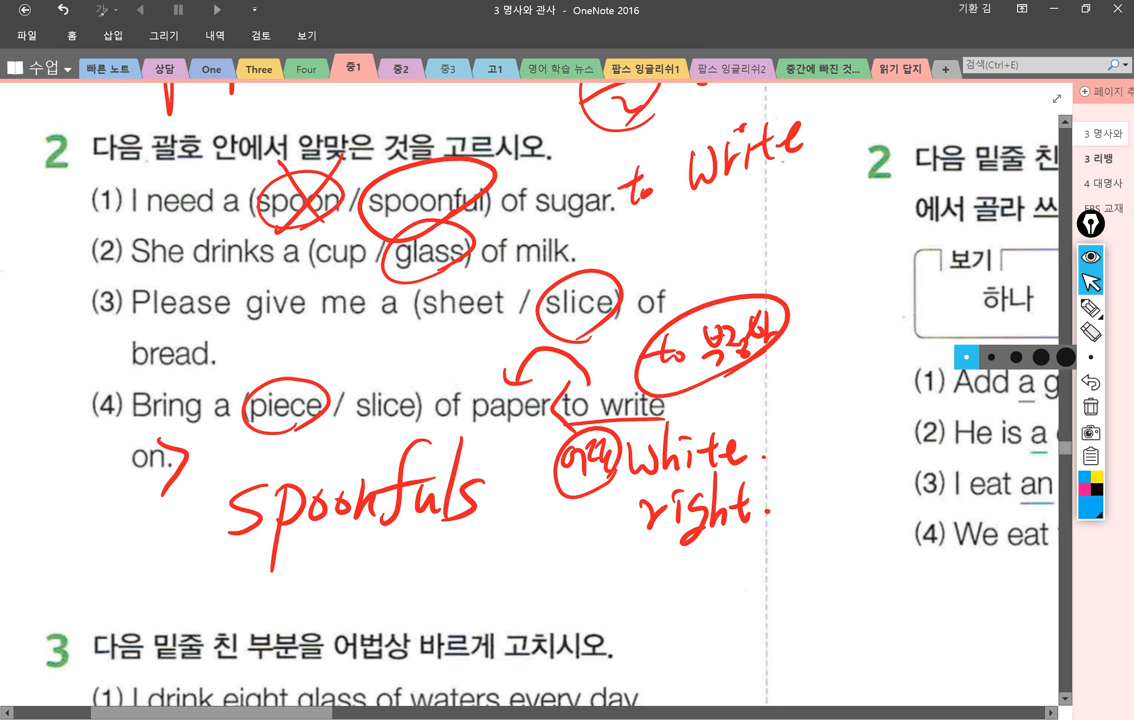 3 명사와 관사 - OneNote 2016
기환 김
파일 홈 삽입 그리기 내역 검토 보기
수업 빠른 노트 상담 One Three Four 중1 중2 중3 고1 영어 학습 뉴스 팝스 잉글리쉬1 팝스 잉글리쉬2 중간에 빠진 것... 읽기 답지 + 검색(Ctrl+E)
페이지 추
3 명사와
3 리뱅
4 대명사
EBS 교재
2 다음 괄호 안에서 알맞은 것을 고르시오.
to write
(1) I need a (spoon / spoonful) of sugar.
(2) She drinks a (cup / glass) of milk.
(3) Please give me a (sheet / slice) of
bread.
to 부정사
(4) Bring a (piece / slice) of paper to write
on.
white.
right.
spoonfuls
3 다음 밑줄 친 부분을 어법상 바르게 고치시오.
(1) I drink eight glass of waters every day
2 다음 밑줄 친
에서 골라 쓰
보기
하나
(1) Add a g
(2) He is a
(3) I eat an
(4) We eat